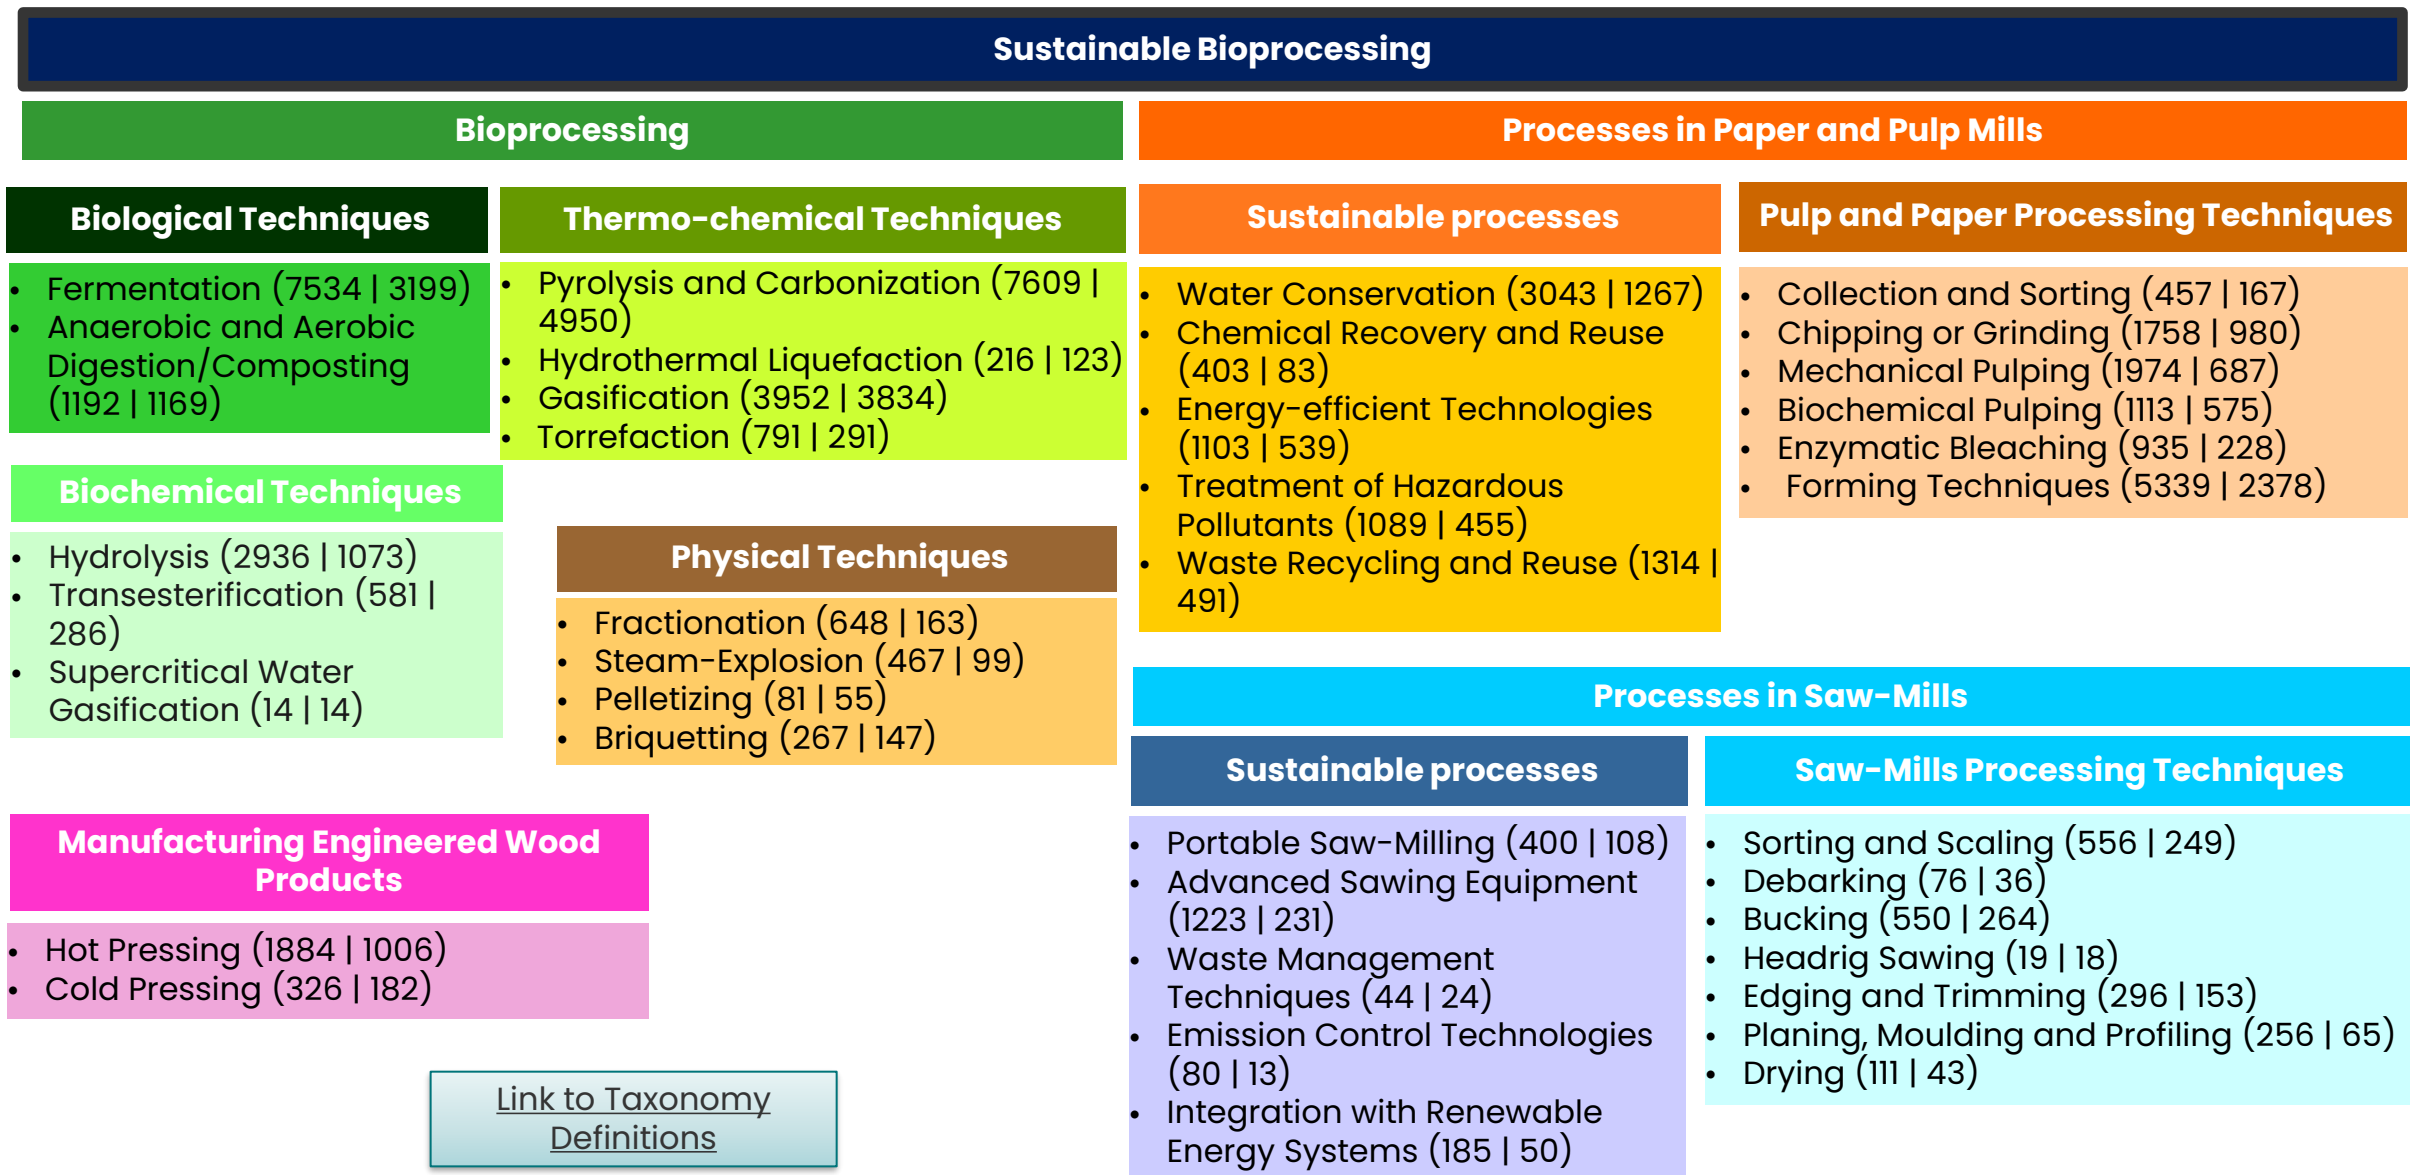 Sustainable Bioprocessing
Bioprocessing
Biological Techniques
• Fermentation (7534 | 3199)
• Anaerobic and Aerobic
Digestion/Composting
(1192 | 1169)
Thermo-chemical Techniques
• Pyrolysis and Carbonization (7609 |
4950)
• Hydrothermal Liquefaction (216 | 123)
• Gasification (3952 | 3834)
• Torrefaction (791 | 291)
Biochemical Techniques
• Hydrolysis (2936 | 1073)
• Transesterification (581 |
286)
• Supercritical Water
Gasification (14 | 14)
Physical Techniques
• Fractionation (648 | 163)
• Steam-Explosion (467 | 99)
• Pelletizing (81 | 55)
• Briquetting (267 | 147)
Manufacturing Engineered Wood
Products
• Hot Pressing (1884 | 1006)
• Cold Pressing (326 | 182)
Link to Taxonomy
Definitions
Processes in Paper and Pulp Mills
Sustainable processes
• Water Conservation (3043 | 1267)
• Chemical Recovery and Reuse
(403 | 83)
• Energy-efficient Technologies
(1103 | 539)
• Treatment of Hazardous
Pollutants (1089 | 455)
• Waste Recycling and Reuse (1314 |
491)
Pulp and Paper Processing Techniques
• Collection and Sorting (457 | 167)
• Chipping or Grinding (1758 | 980)
• Mechanical Pulping (1974 | 687)
• Biochemical Pulping (1113 | 575)
• Enzymatic Bleaching (935 | 228)
• Forming Techniques (5339 | 2378)
Processes in Saw-Mills
Sustainable processes
• Portable Saw-Milling (400 | 108)
• Advanced Sawing Equipment
(1223 | 231)
• Waste Management
Techniques (44 | 24)
• Emission Control Technologies
(80 | 13)
• Integration with Renewable
Energy Systems (185 | 50)
Saw-Mills Processing Techniques
• Sorting and Scaling (556 | 249)
• Debarking (76 | 36)
• Bucking (550 | 264)
• Headrig Sawing (19 | 18)
• Edging and Trimming (296 | 153)
• Planing, Moulding and Profiling (256 | 65)
• Drying (111 | 43)